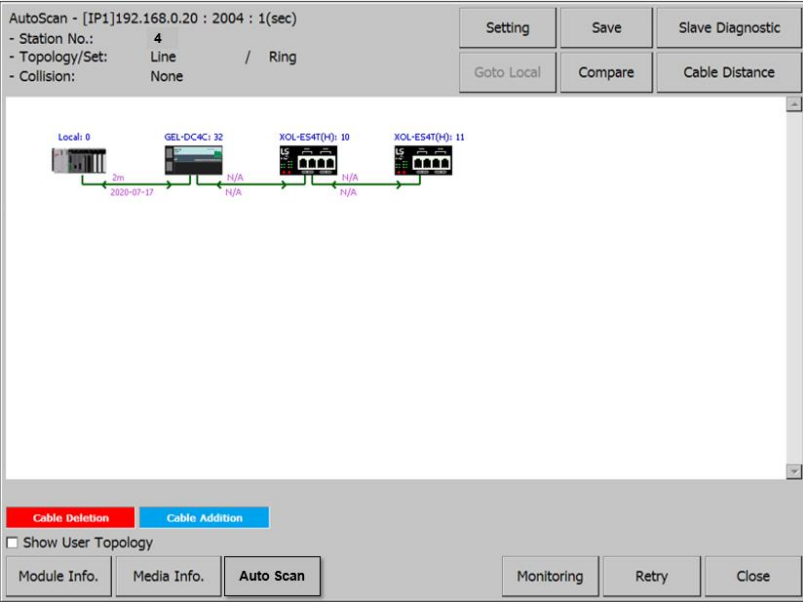 AutoScan - [IP1]192.168.0.20 : 2004 : 1(sec)
- Station No.: 4
- Topology/Set: Line / Ring
- Collision: None
Setting
Save
Slave Diagnostic
Goto Local
Compare
Cable Distance
Local: 0
GEL-DC4C: 32
XOL-ES4T(H): 10
XOL-ES4T(H): 11
LS
LS
2m
N/A
N/A
2020-07-17
N/A
N/A
Cable Deletion
Cable Addition
Show User Topology
Module Info.
Media Info.
Auto Scan
Monitoring
Retry
Close